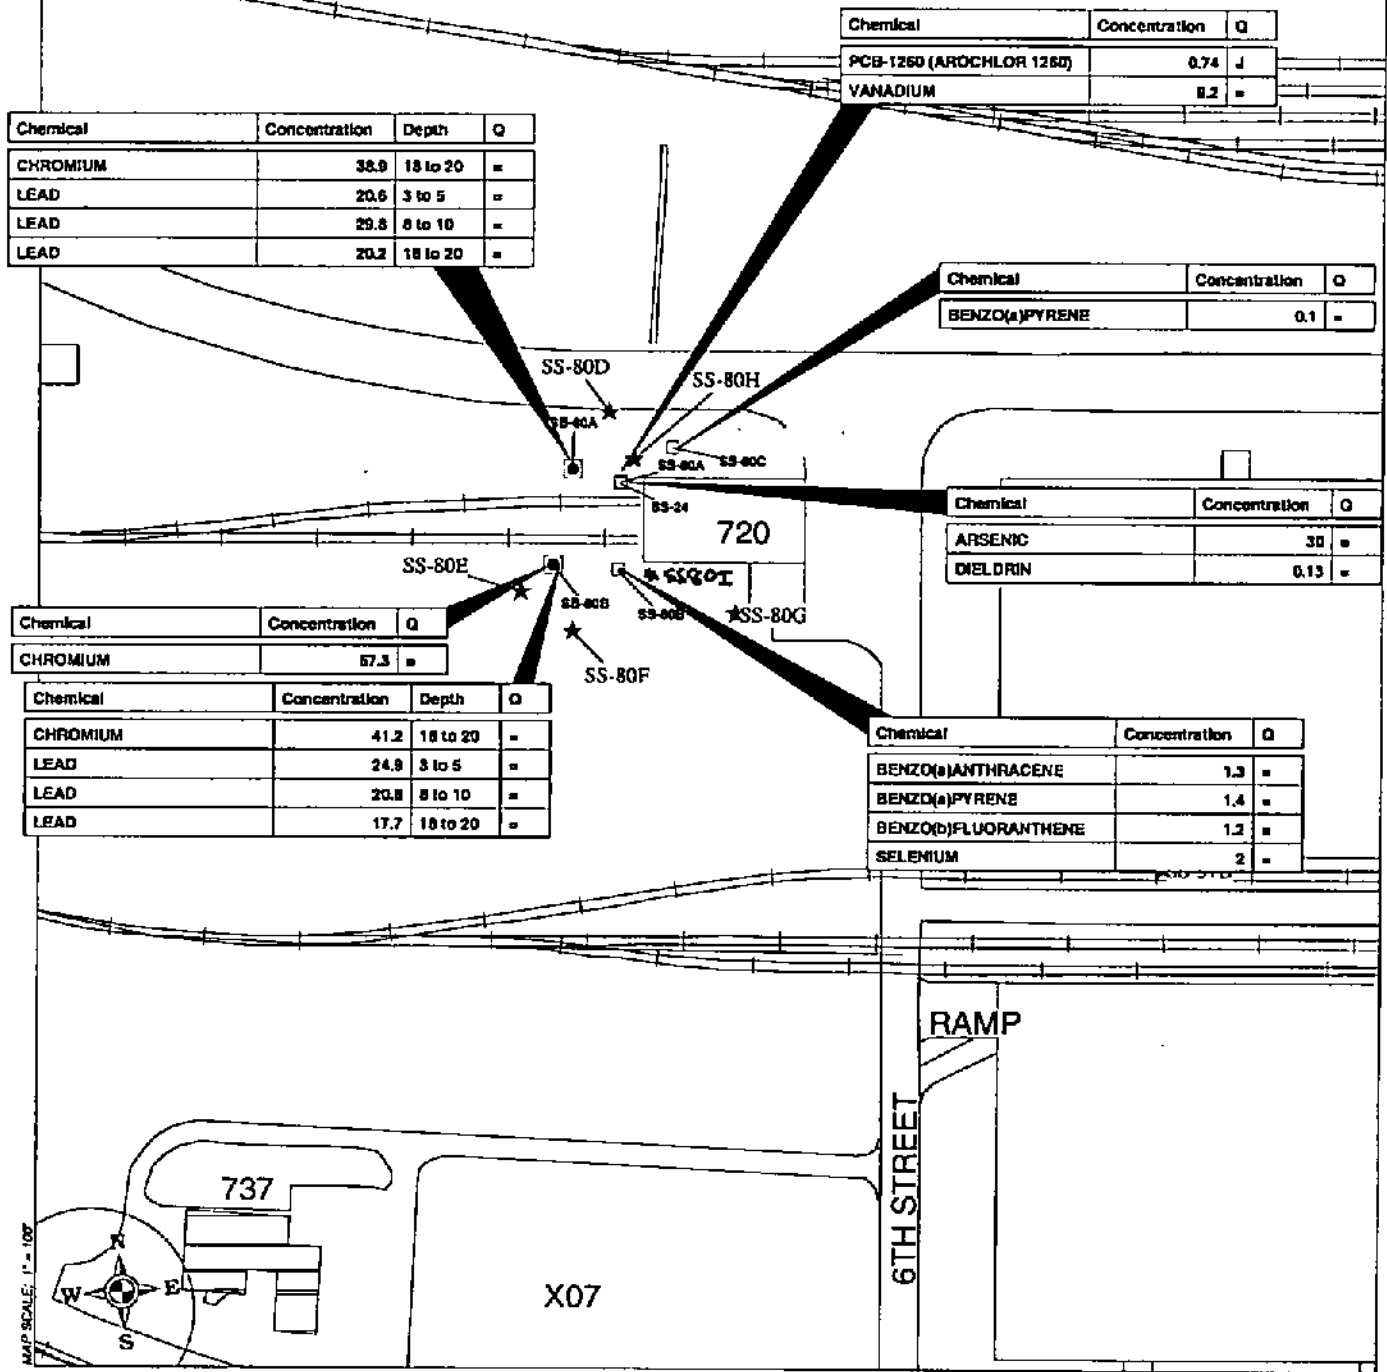 Chemical Concentration Q
PCB-1260 (AROCHLOR 1260) 0.74 J
VANADIUM 8.2 =
Chemical Concentration Depth Q
CHROMIUM 38.9 18 to 20 =
LEAD 20.6 3 to 5 =
LEAD 29.8 8 to 10 =
LEAD 20.2 18 to 20 =
Chemical Concentration Q
BENZO(a)PYRENE 0.1 =
SS-80D
SS-80H
SB-80A
SS-80A
SS-80C
SS-24
720
Chemical Concentration Q
ARSENIC 30 =
DIELDRIN 0.13 =
SS-80E
SS80I
SB-80B
SS-80B
SS-80G
SS-80F
Chemical Concentration Q
CHROMIUM 57.3 =
Chemical Concentration Depth Q
CHROMIUM 41.2 18 to 20 =
LEAD 24.9 3 to 5 =
LEAD 20.8 8 to 10 =
LEAD 17.7 18 to 20 =
Chemical Concentration Q
BENZO(a)ANTHRACENE 1.3 =
BENZO(a)PYRENE 1.4 =
BENZO(b)FLUORANTHENE 1.2 =
SELENIUM 2 =
RAMP
6TH STREET
737
X07
N
W E
S
MAP SCALE: 1" = 100'